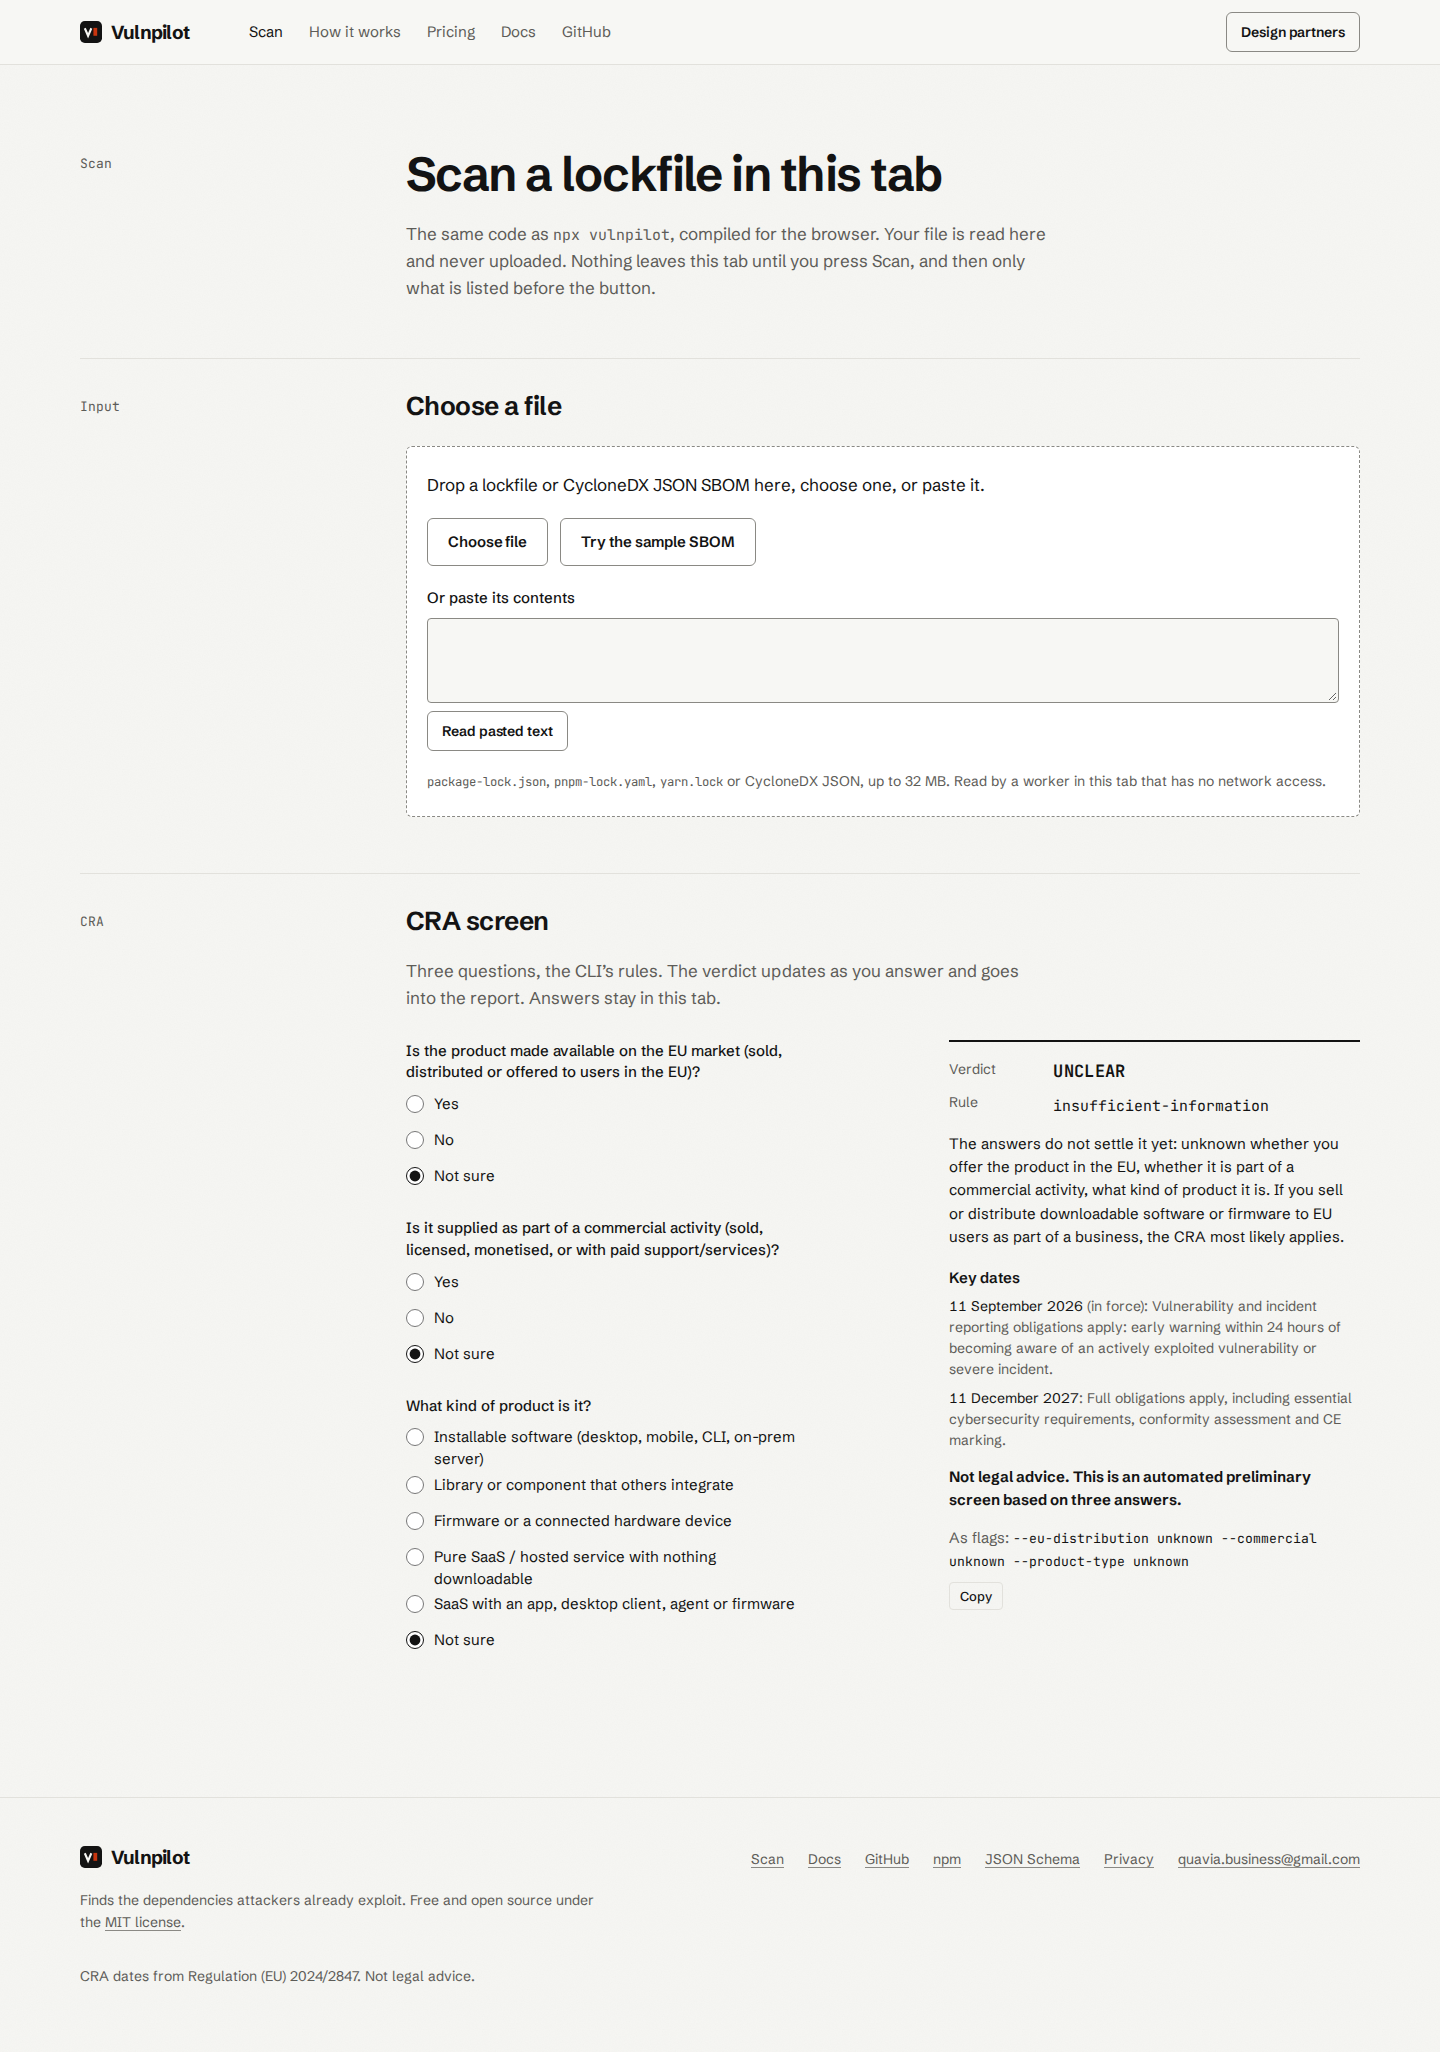 Vulnpilot
Scan
How it works
Pricing
Docs
GitHub
Design partners
Scan
Scan a lockfile in this tab
The same code as npx vulnpilot, compiled for the browser. Your file is read here
and never uploaded. Nothing leaves this tab until you press Scan, and then only
what is listed before the button.
Input
Choose a file
Drop a lockfile or CycloneDX JSON SBOM here, choose one, or paste it.
Choose file
Try the sample SBOM
Or paste its contents
Read pasted text
package-lock.json, pnpm-lock.yaml, yarn.lock or CycloneDX JSON, up to 32 MB. Read by a worker in this tab that has no network access.
CRA
CRA screen
Three questions, the CLI’s rules. The verdict updates as you answer and goes
into the report. Answers stay in this tab.
Is the product made available on the EU market (sold,
distributed or offered to users in the EU)?
Yes
No
Not sure
Is it supplied as part of a commercial activity (sold,
licensed, monetised, or with paid support/services)?
Yes
No
Not sure
What kind of product is it?
Installable software (desktop, mobile, CLI, on-prem
server)
Library or component that others integrate
Firmware or a connected hardware device
Pure SaaS / hosted service with nothing
downloadable
SaaS with an app, desktop client, agent or firmware
Not sure
Verdict UNCLEAR
Rule insufficient-information
The answers do not settle it yet: unknown whether you
offer the product in the EU, whether it is part of a
commercial activity, what kind of product it is. If you sell
or distribute downloadable software or firmware to EU
users as part of a business, the CRA most likely applies.
Key dates
11 September 2026 (in force): Vulnerability and incident
reporting obligations apply: early warning within 24 hours of
becoming aware of an actively exploited vulnerability or
severe incident.
11 December 2027: Full obligations apply, including essential
cybersecurity requirements, conformity assessment and CE
marking.
Not legal advice. This is an automated preliminary
screen based on three answers.
As flags: --eu-distribution unknown --commercial
unknown --product-type unknown
Copy
Vulnpilot
Finds the dependencies attackers already exploit. Free and open source under
the MIT license.
Scan
Docs
GitHub
npm
JSON Schema
Privacy
quavia.business@gmail.com
CRA dates from Regulation (EU) 2024/2847. Not legal advice.